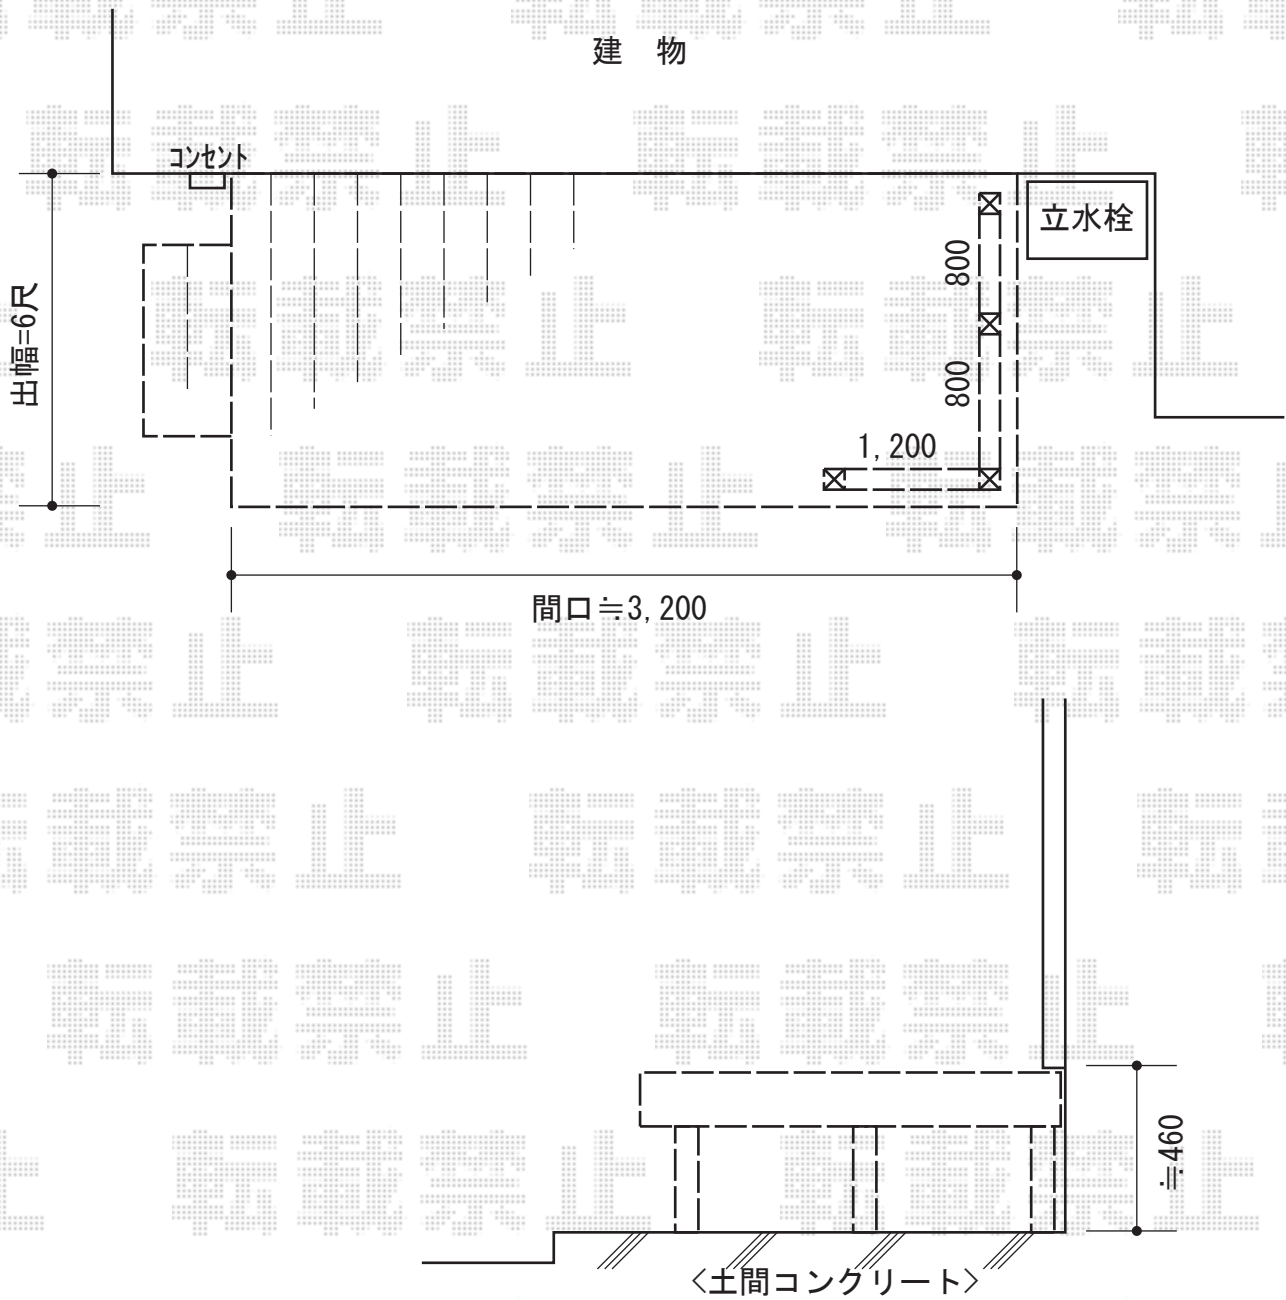 建　物
コンセント
立水栓
出幅=6尺
800
800
1,200
間口≒3,200
≒460
<土間コンクリート>
転載禁止